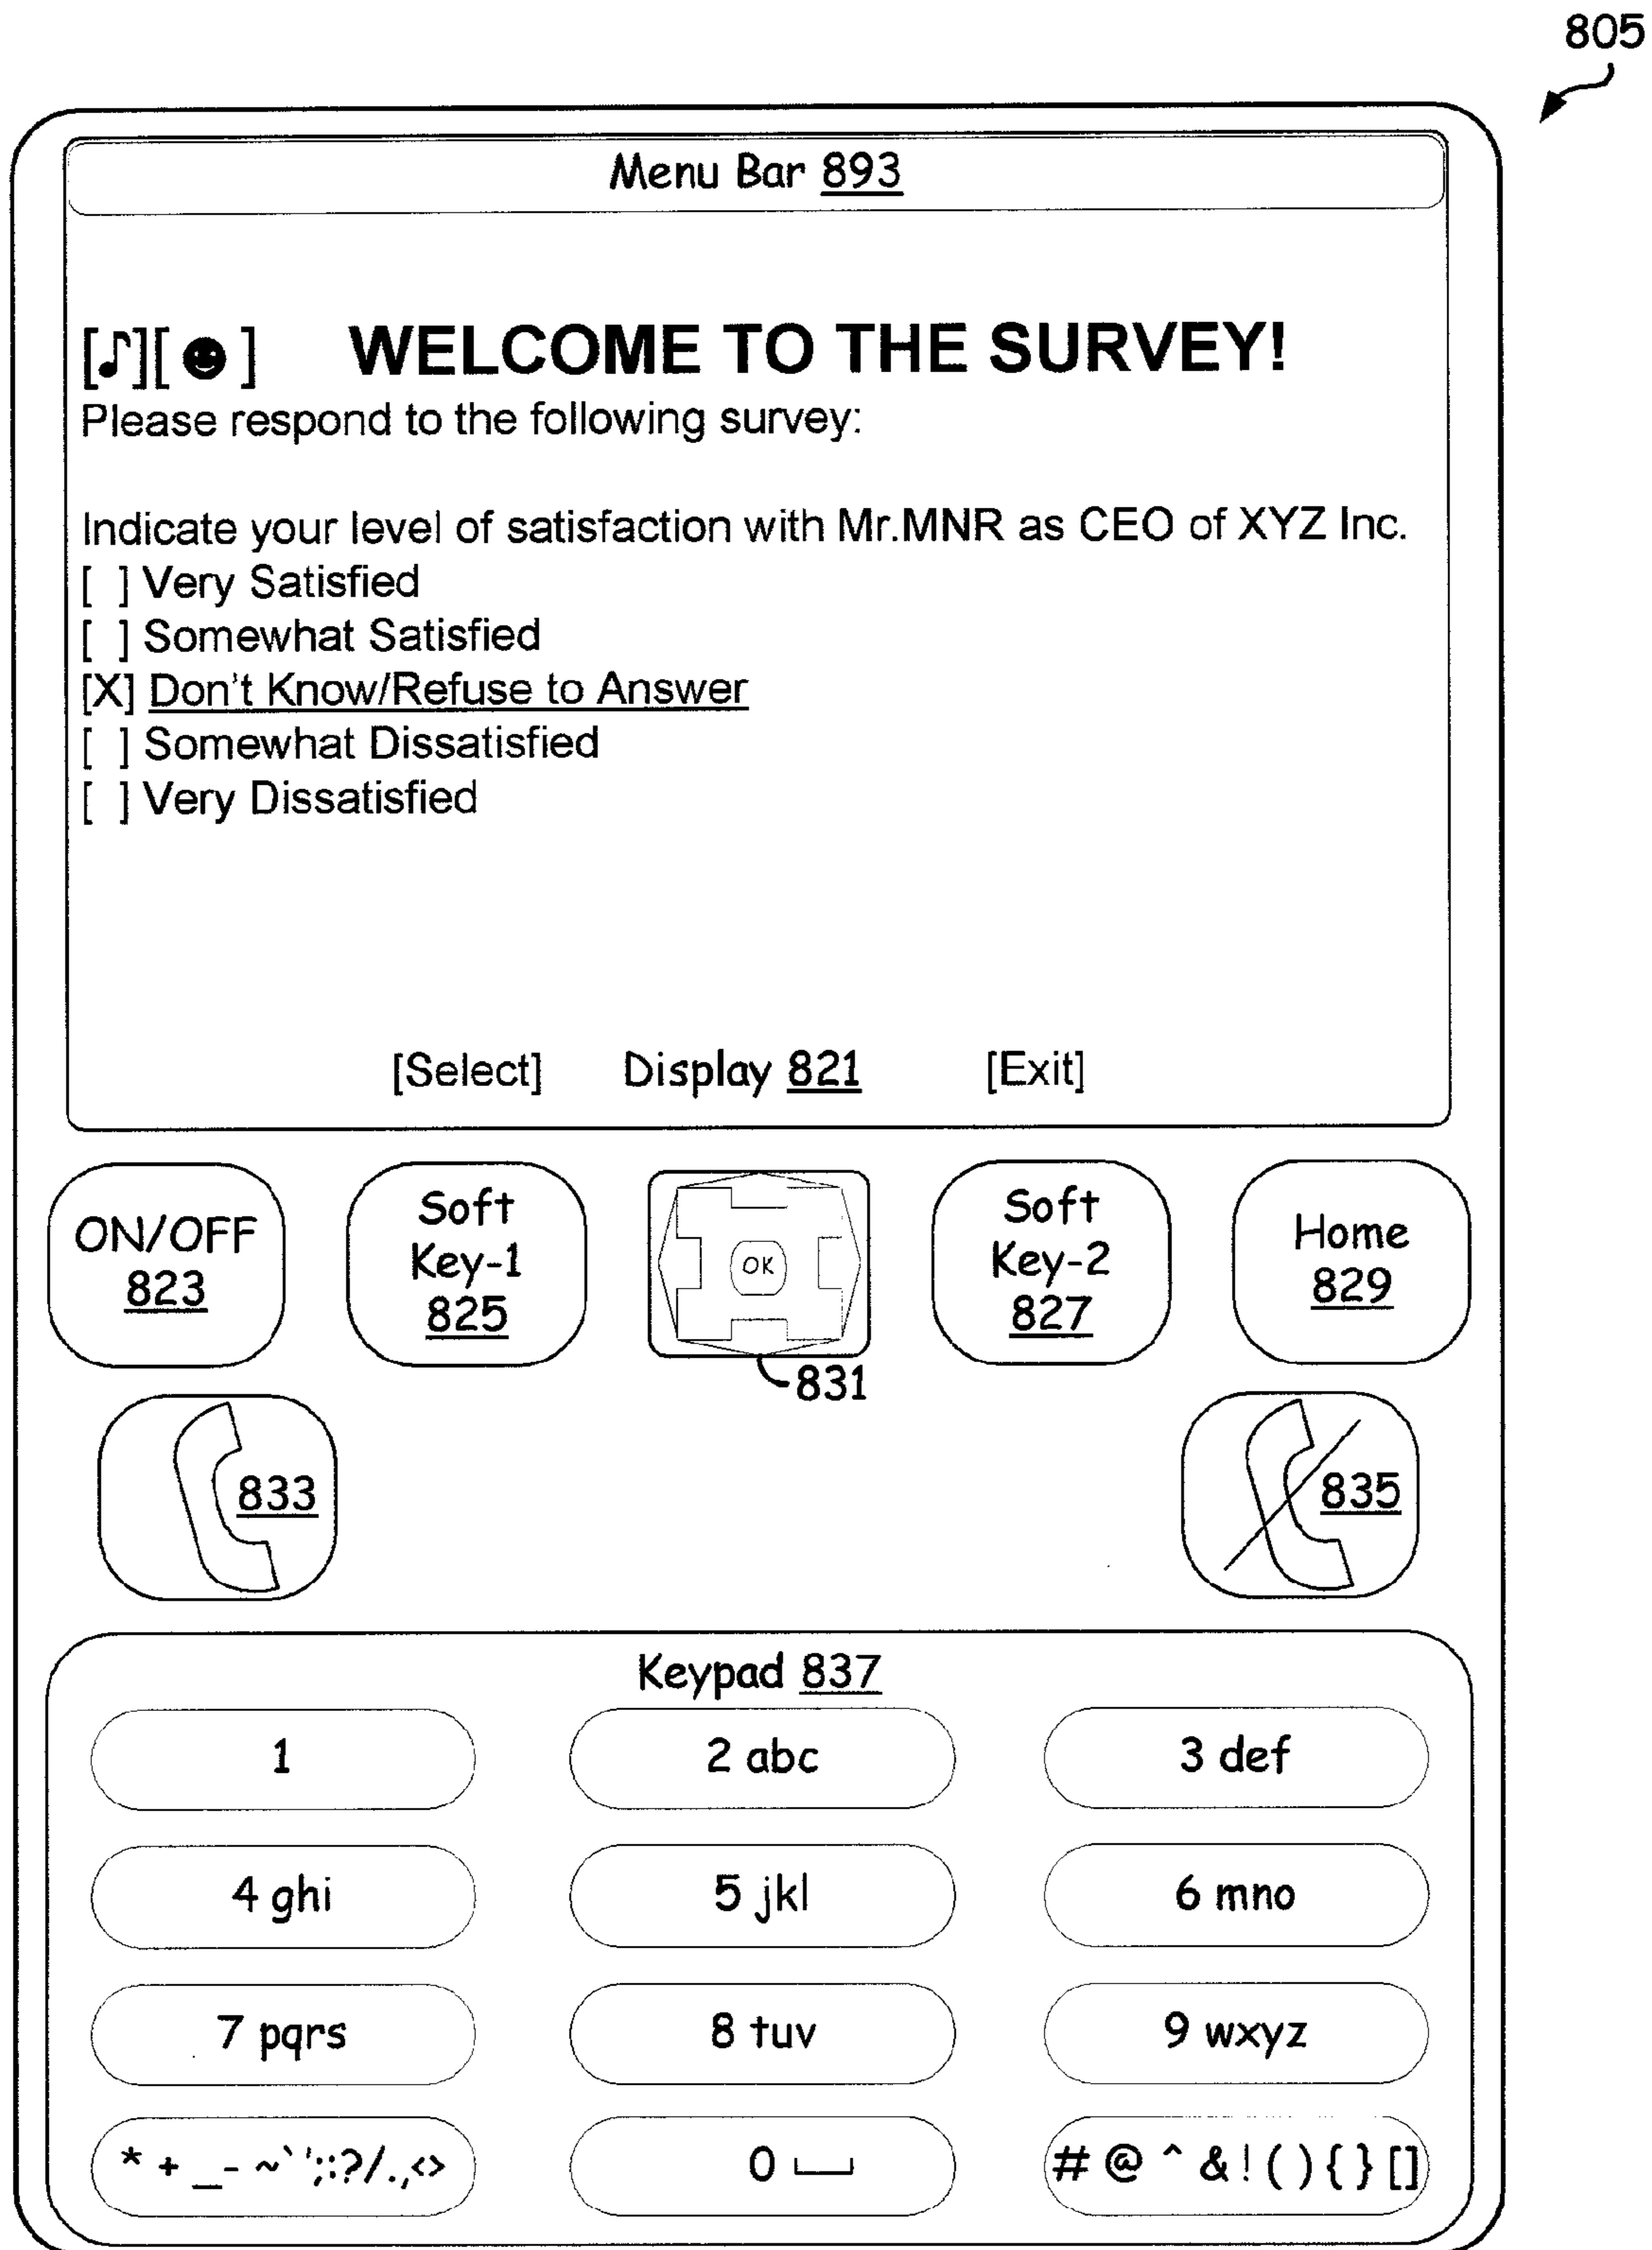 805
Menu Bar 893
[♪][☻] WELCOME TO THE SURVEY!
Please respond to the following survey:
Indicate your level of satisfaction with Mr.MNR as CEO of XYZ Inc.
[ ] Very Satisfied
[ ] Somewhat Satisfied
[X] Don't Know/Refuse to Answer
[ ] Somewhat Dissatisfied
[ ] Very Dissatisfied
[Select] Display 821 [Exit]
ON/OFF
823
Soft
Key-1
825
OK
831
Soft
Key-2
827
Home
829
833
835
Keypad 837
1
2 abc
3 def
4 ghi
5 jkl
6 mno
7 pqrs
8 tuv
9 wxyz
* + _- ~` ';:?/.,<>
0 ⎵
# @ ^ & ! ( ) { } []